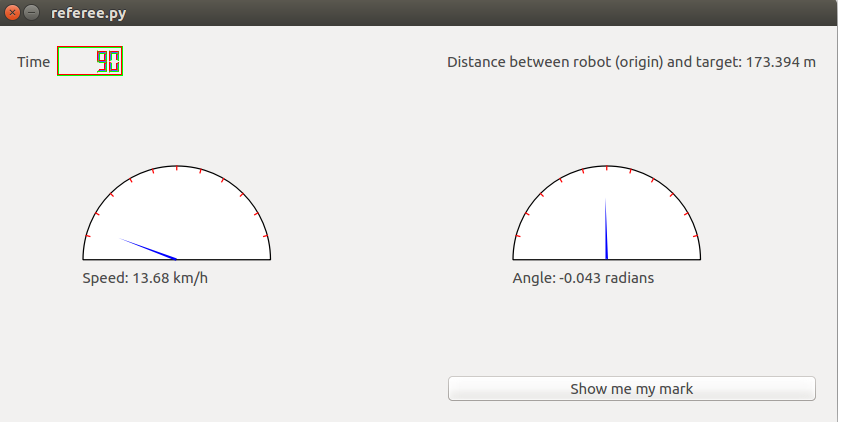 referee.py
Time 90 Distance between robot (origin) and target: 173.394 m
Speed: 13.68 km/h Angle: -0.043 radians
Show me my mark